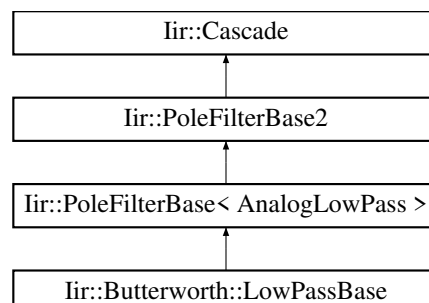 Iir::Cascade
Iir::PoleFilterBase2
Iir::PoleFilterBase< AnalogLowPass >
Iir::Butterworth::LowPassBase